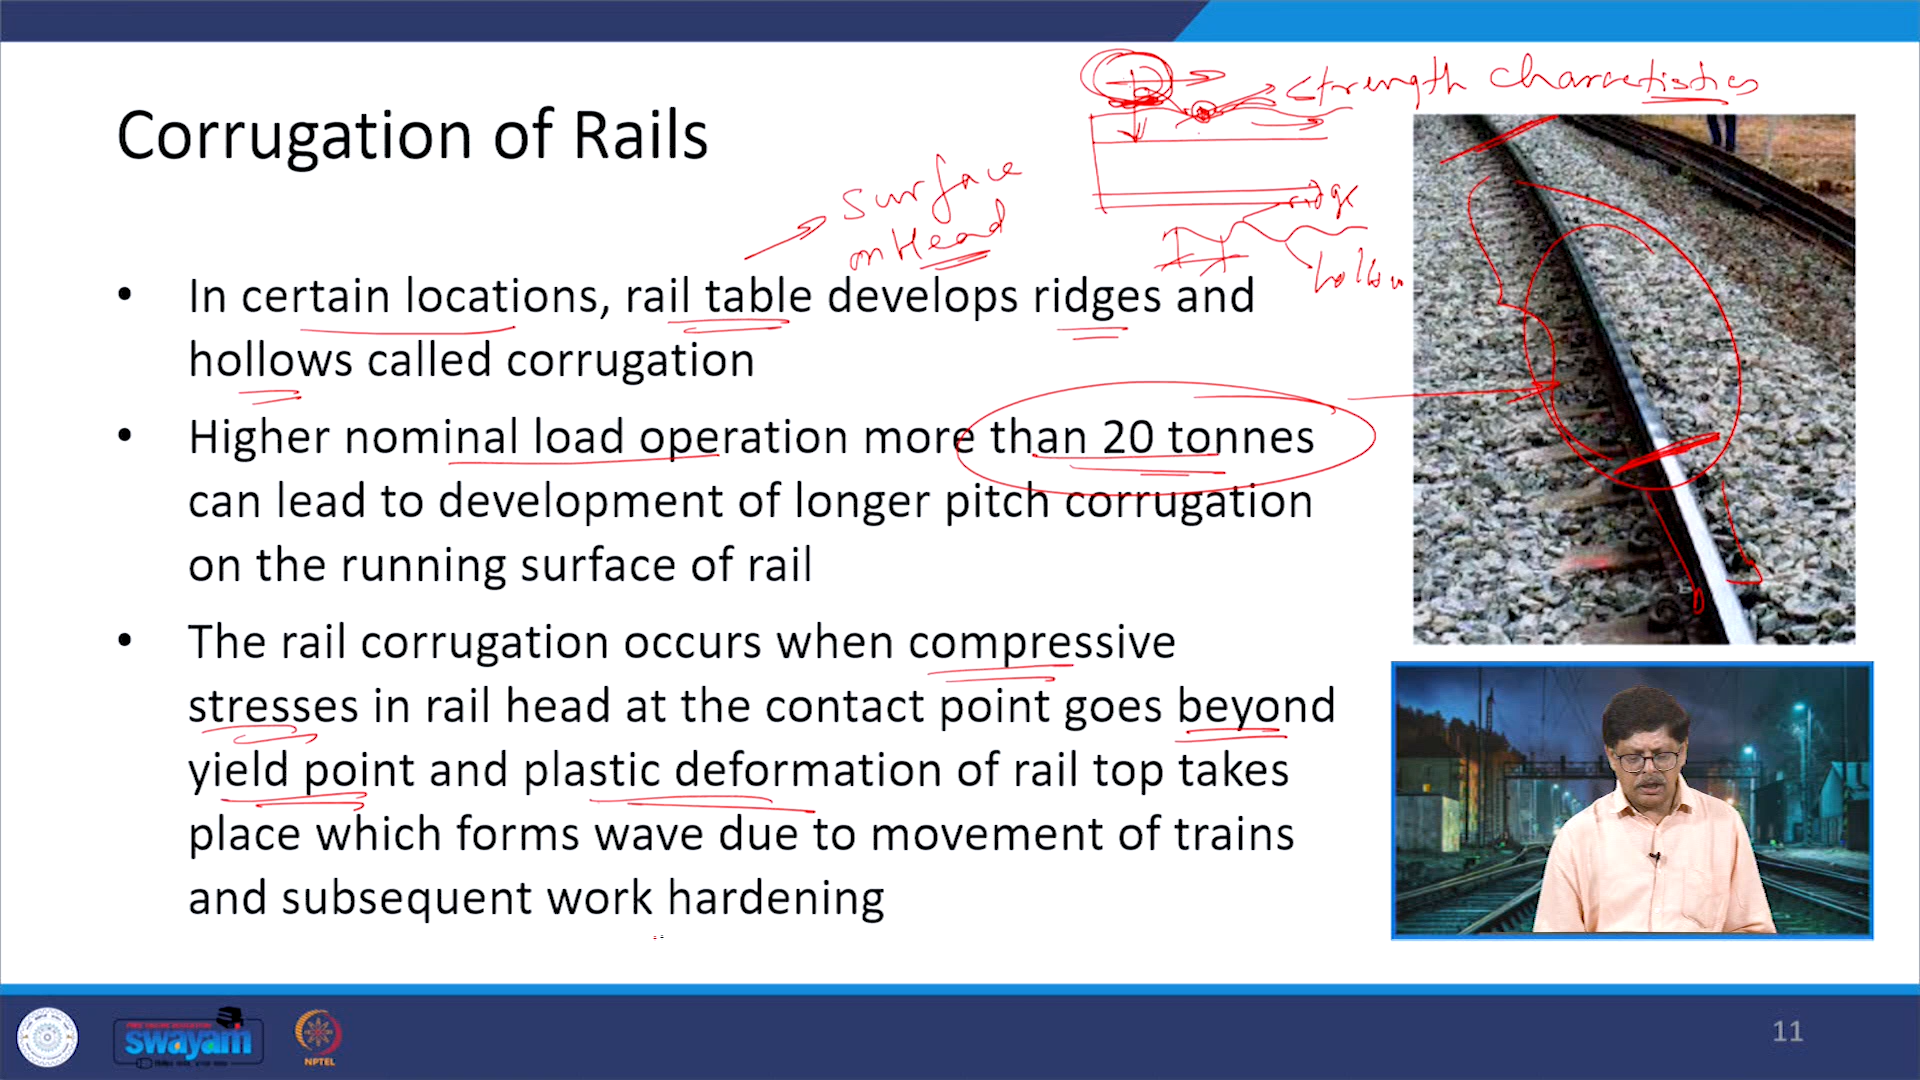 Strength Characteristics
Corrugation of Rails
Surface
on Head
ridge
hollow
• In certain locations, rail table develops ridges and
hollows called corrugation
• Higher nominal load operation more than 20 tonnes
can lead to development of longer pitch corrugation
on the running surface of rail
• The rail corrugation occurs when compressive
stresses in rail head at the contact point goes beyond
yield point and plastic deformation of rail top takes
place which forms wave due to movement of trains
and subsequent work hardening
swayam
NPTEL
11